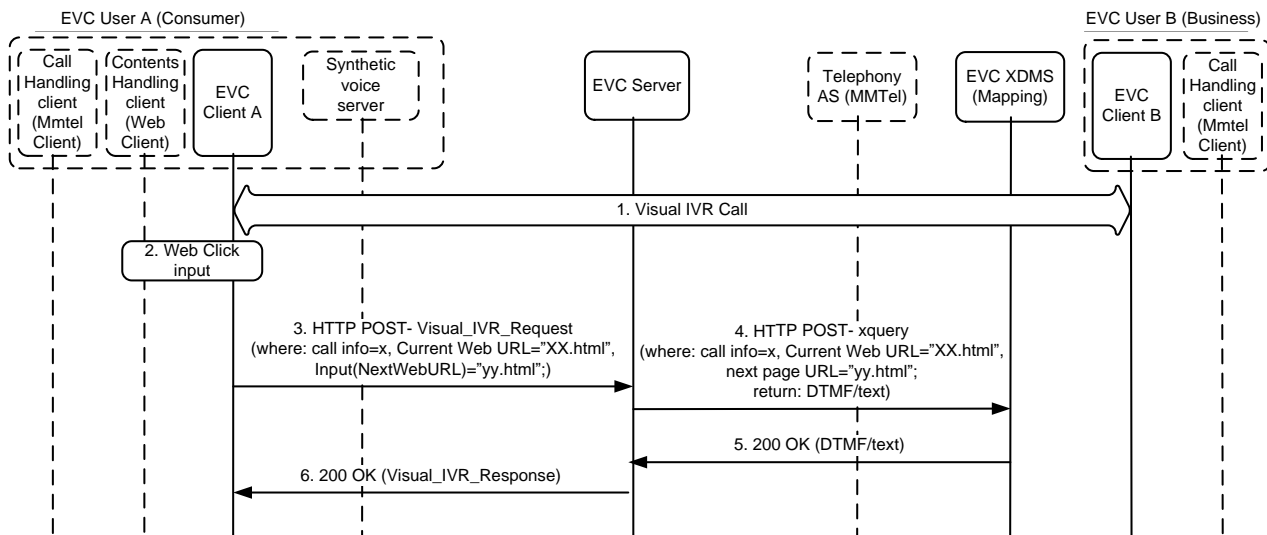 EVC User A (Consumer)
EVC User B (Business)
Call
Handling
client
(Mmtel
Client)
Contents
Handling
client
(Web
Client)
EVC
Client A
Synthetic
voice
server
EVC Server
Telephony
AS (MMTel)
EVC XDMS
(Mapping)
EVC
Client B
Call
Handling
client
(Mmtel
Client)
1. Visual IVR Call
2. Web Click
input
3. HTTP POST- Visual_IVR_Request
(where: call info=x, Current Web URL=”XX.html”,
Input(NextWebURL)=”yy.html”;)
4. HTTP POST- xquery
(where: call info=x, Current Web URL=”XX.html”,
next page URL=”yy.html”;
return: DTMF/text)
5. 200 OK (DTMF/text)
6. 200 OK (Visual_IVR_Response)